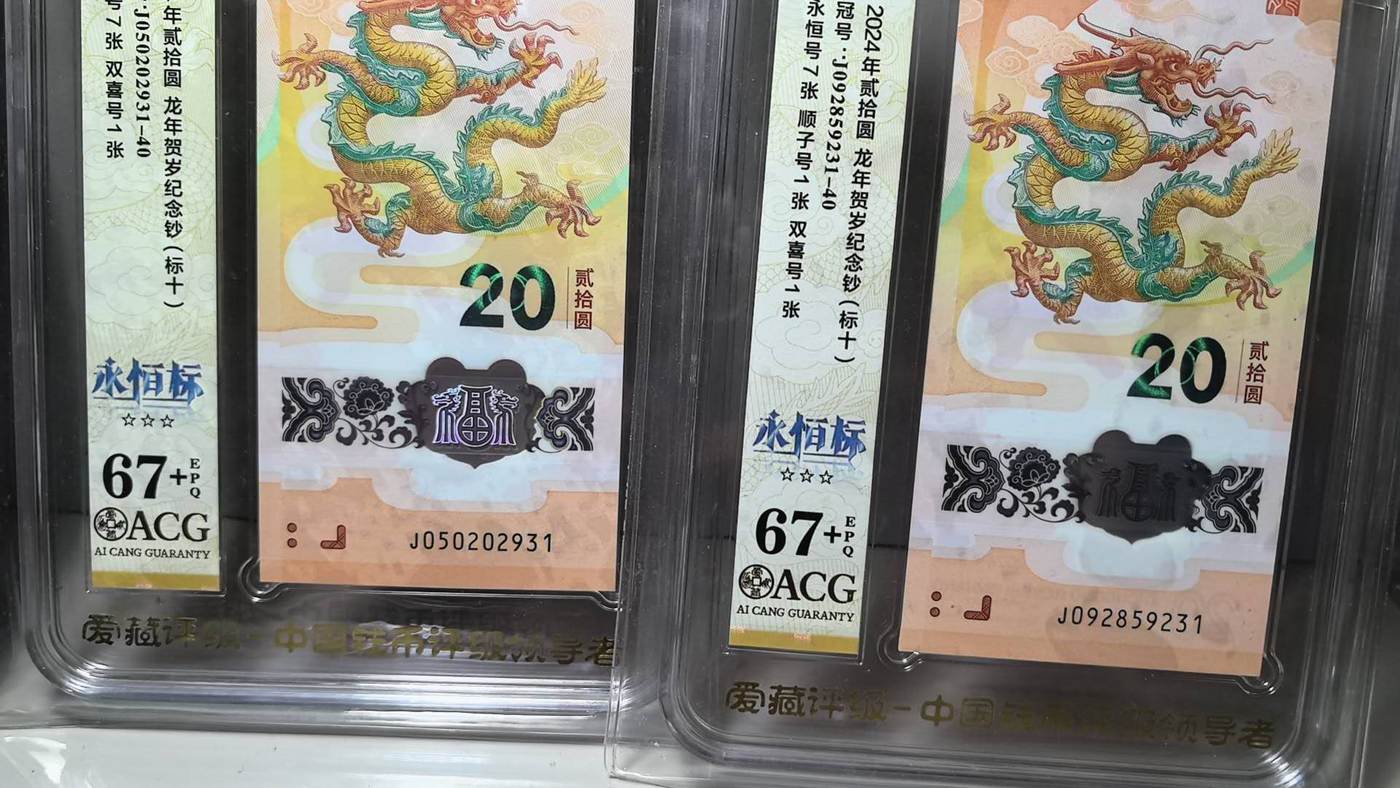 年贰拾圆 龙年贺岁纪念钞(标十)
:J050202931-40
号7张 双喜号1张
永恒标
☆☆☆
67+
EPQ
ACG
AI CANG GUARANTY
20
贰拾圆
J050202931
爱藏评级-中国钱币评级领导者
2024年贰拾圆 龙年贺岁纪念钞(标十)
冠号:J092859231-40
永恒号7张 顺子号1张 双喜号1张
永恒标
☆☆☆
67+
EPQ
ACG
AI CANG GUARANTY
20
贰拾圆
J092859231
爱藏评级-中国钱币评级领导者